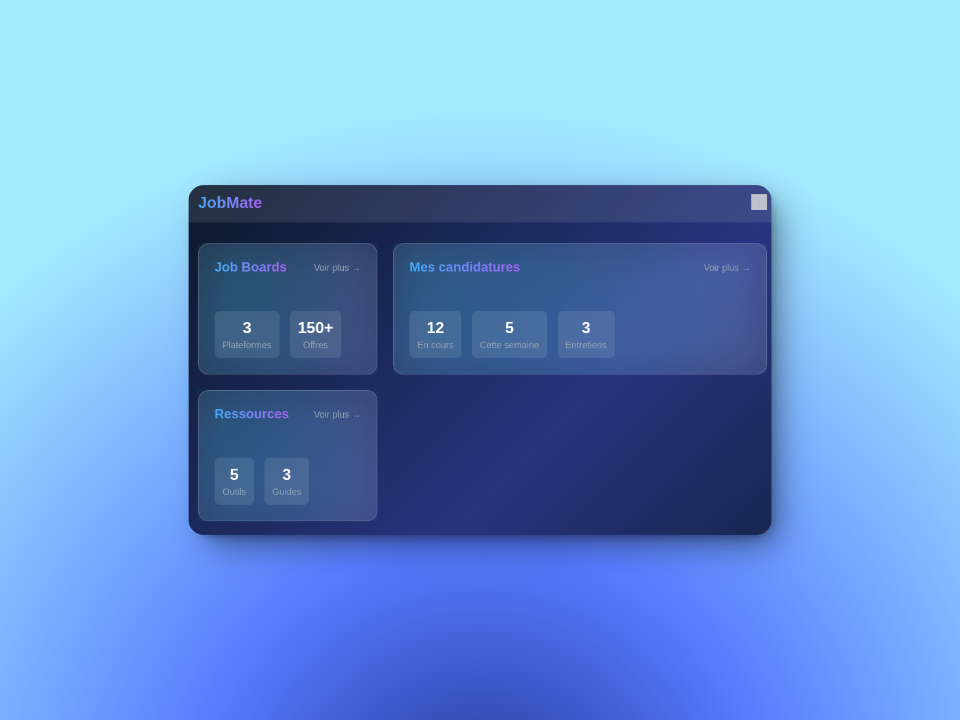 JobMate
Job Boards
Voir plus →
3
Plateformes
150+
Offres
Mes candidatures
Voir plus →
12
En cours
5
Cette semaine
3
Entretiens
Ressources
Voir plus →
5
Outils
3
Guides